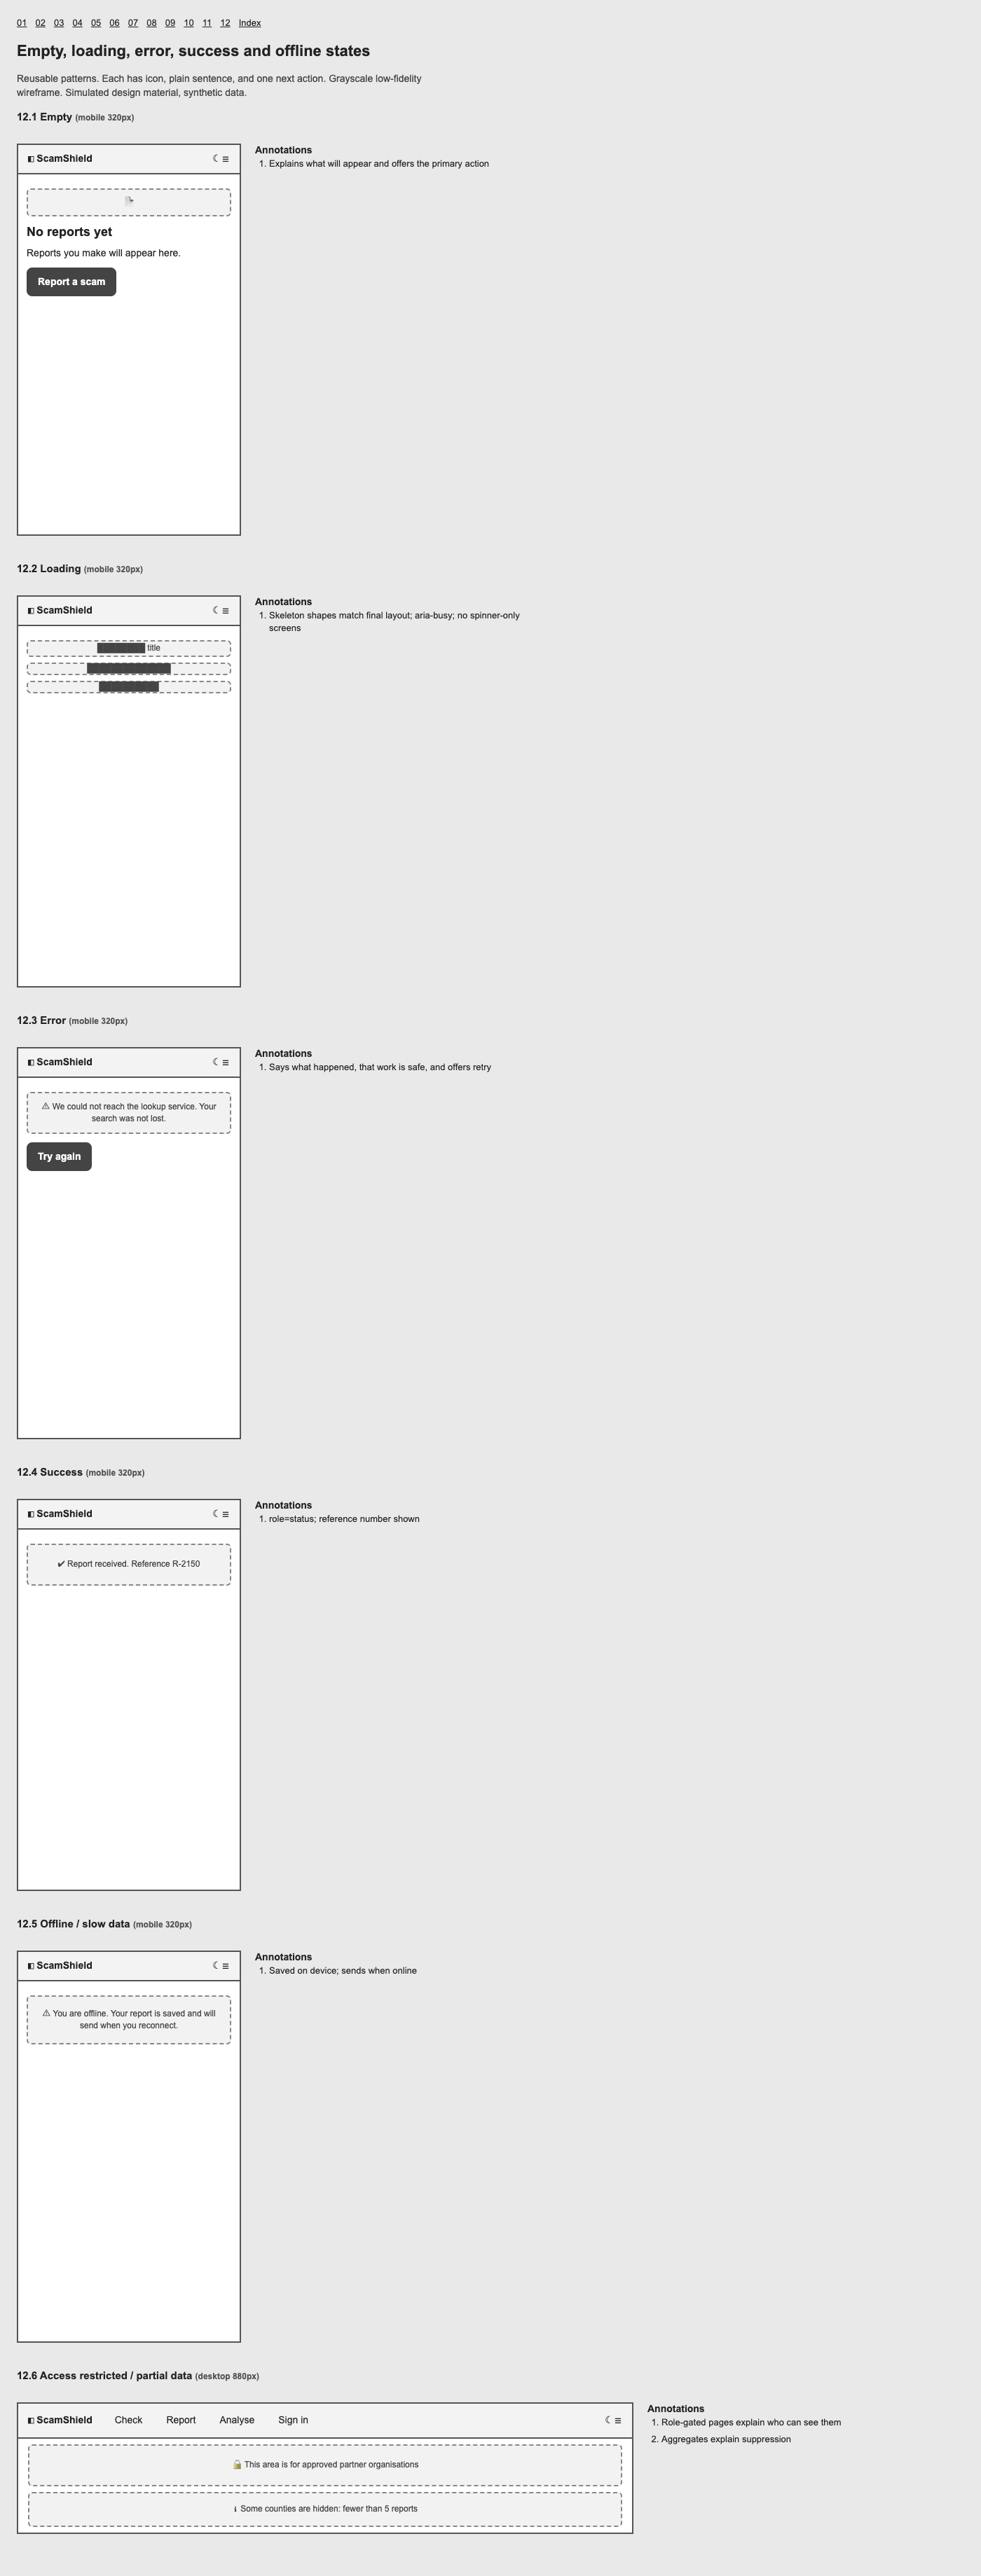 01 02 03 04 05 06 07 08 09 10 11 12 Index
Empty, loading, error, success and offline states
Reusable patterns. Each has icon, plain sentence, and one next action. Grayscale low-fidelity
wireframe. Simulated design material, synthetic data.
12.1 Empty (mobile 320px)
ScamShield
Annotations
1. Explains what will appear and offers the primary action
No reports yet
Reports you make will appear here.
Report a scam
12.2 Loading (mobile 320px)
ScamShield
Annotations
1. Skeleton shapes match final layout; aria-busy; no spinner-only
screens
title
12.3 Error (mobile 320px)
ScamShield
Annotations
1. Says what happened, that work is safe, and offers retry
⚠ We could not reach the lookup service. Your
search was not lost.
Try again
12.4 Success (mobile 320px)
ScamShield
Annotations
1. role=status; reference number shown
✔ Report received. Reference R-2150
12.5 Offline / slow data (mobile 320px)
ScamShield
Annotations
1. Saved on device; sends when online
⚠ You are offline. Your report is saved and will
send when you reconnect.
12.6 Access restricted / partial data (desktop 880px)
ScamShield Check Report Analyse Sign in
Annotations
1. Role-gated pages explain who can see them
2. Aggregates explain suppression
🔒 This area is for approved partner organisations
ℹ Some counties are hidden: fewer than 5 reports